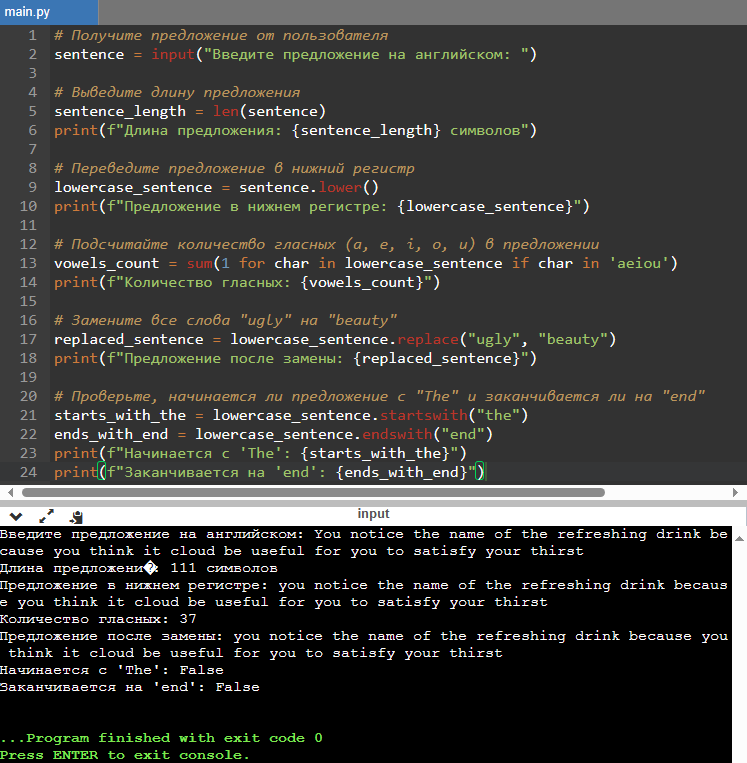 main.py
1 # Получите предложение от пользователя
2 sentence = input("Введите предложение на английском: ")
3
4 # Выведите длину предложения
5 sentence_length = len(sentence)
6 print(f"Длина предложения: {sentence_length} символов")
7
8 # Переведите предложение в нижний регистр
9 lowercase_sentence = sentence.lower()
10 print(f"Предложение в нижнем регистре: {lowercase_sentence}")
11
12 # Подсчитайте количество гласных (a, e, i, o, u) в предложении
13 vowels_count = sum(1 for char in lowercase_sentence if char in 'aeiou')
14 print(f"Количество гласных: {vowels_count}")
15
16 # Замените все слова "ugly" на "beauty"
17 replaced_sentence = lowercase_sentence.replace("ugly", "beauty")
18 print(f"Предложение после замены: {replaced_sentence}")
19
20 # Проверьте, начинается ли предложение с "The" и заканчивается ли на "end"
21 starts_with_the = lowercase_sentence.startswith("the")
22 ends_with_end = lowercase_sentence.endswith("end")
23 print(f"Начинается с 'The': {starts_with_the}")
24 print(f"Заканчивается на 'end': {ends_with_end}")
input
Введите предложение на английском: You notice the name of the refreshing drink be
cause you think it cloud be useful for you to satisfy your thirst
Длина предложени�: 111 символов
Предложение в нижнем регистре: you notice the name of the refreshing drink becaus
e you think it cloud be useful for you to satisfy your thirst
Количество гласных: 37
Предложение после замены: you notice the name of the refreshing drink because you
 think it cloud be useful for you to satisfy your thirst
Начинается с 'The': False
Заканчивается на 'end': False
...Program finished with exit code 0
Press ENTER to exit console.